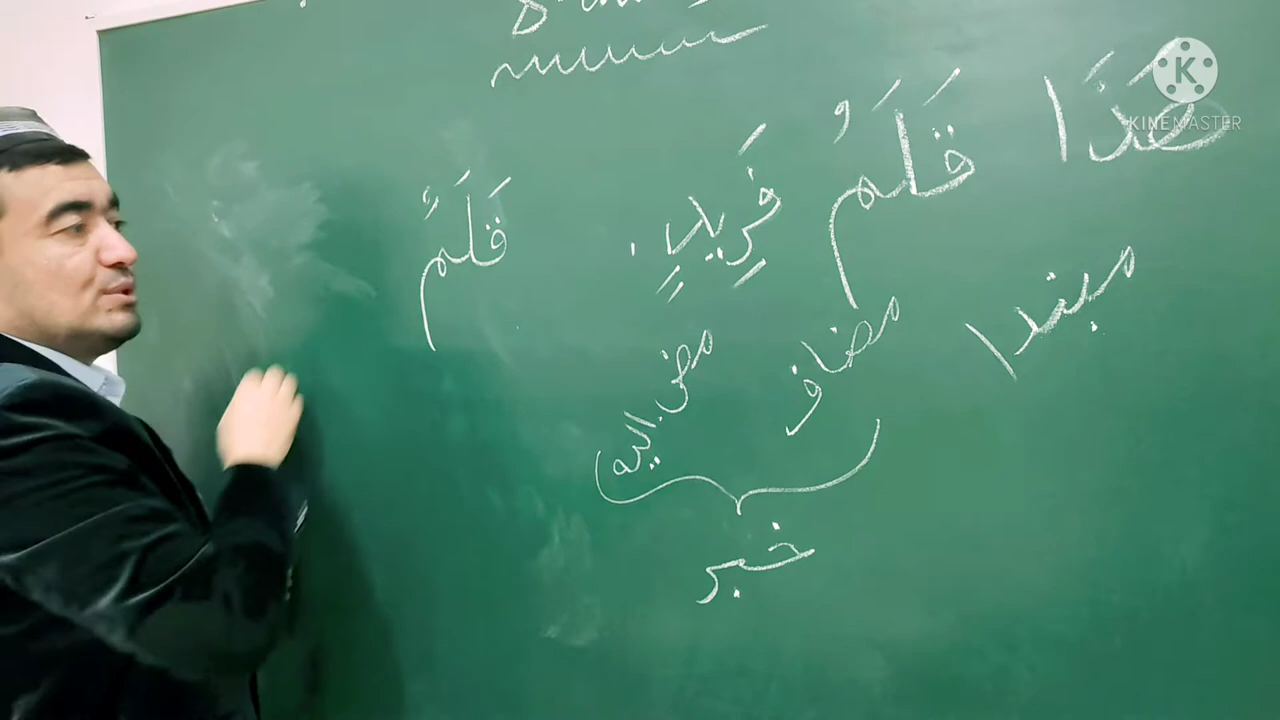 هَذَا قَلَمُ فَرِيدٍ.
قَلَمٌ
مبتدا
مضاف
مض. اليه
خبر
K
KINEMASTER